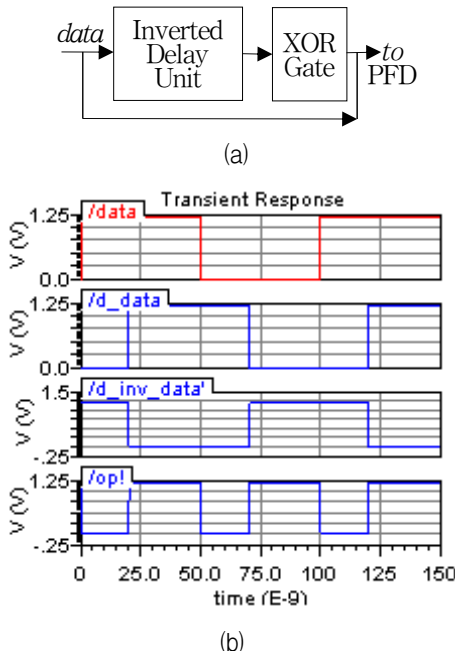 data
Inverted
Delay
Unit
XOR
Gate
to
PFD
(a)
Transient Response
/data
1.25
V (S)
0.0
/d_data
1.25
V (S)
0.0
/d_inv_data'
1.5
V (S)
-.25
/op!
1.25
V (S)
-.25
0 25.0 50.0 75.0 100 125 150
time (E-9)
(b)